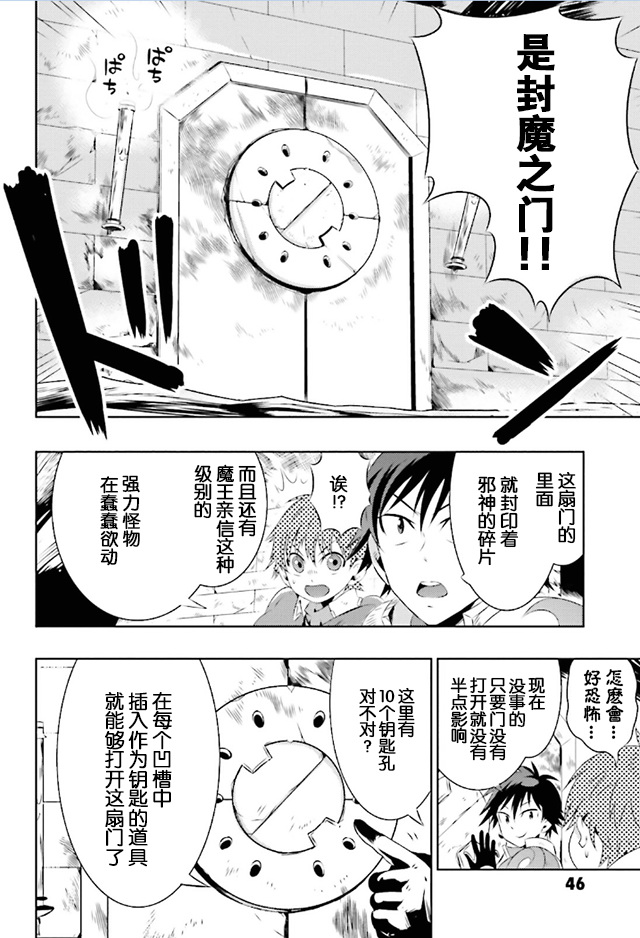 是封魔之门!!
ぱち
ぱち
这扇门的
里面
就封印着
邪神的碎片
诶!?
而且还有
魔王亲信这种
级别的
强力怪物
在蠢蠢欲动
怎麽會…
好恐怖…
现在
没事的
只要门没有
打开就没有
半点影响
这里有
10个钥匙孔
对不对?
在每个凹槽中
插入作为钥匙的道具
就能够打开这扇门了
46